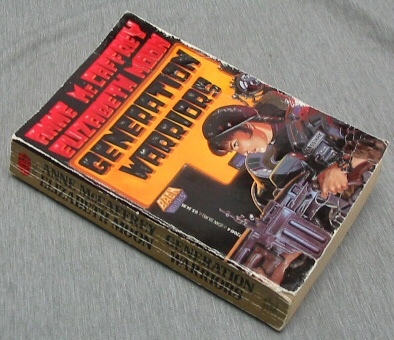 ANNE McCAFFREY
ELIZABETH MOON
GENERATION
WARRIORS
ANNE McCAFFREY
ELIZABETH MOON
GENERATION
WARRIORS